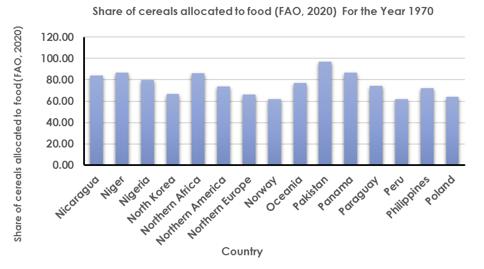 Share of cereals allocated to food (FAO, 2020) For the Year 1970
Share of cereals allocated to food (FAO, 2020)
120.00
100.00
80.00
60.00
40.00
20.00
0.00
Nicaragua
Niger
Nigeria
North Korea
Northern Africa
Northern America
Northern Europe
Norway
Oceania
Pakistan
Panama
Paraguay
Peru
Philippines
Poland
Country